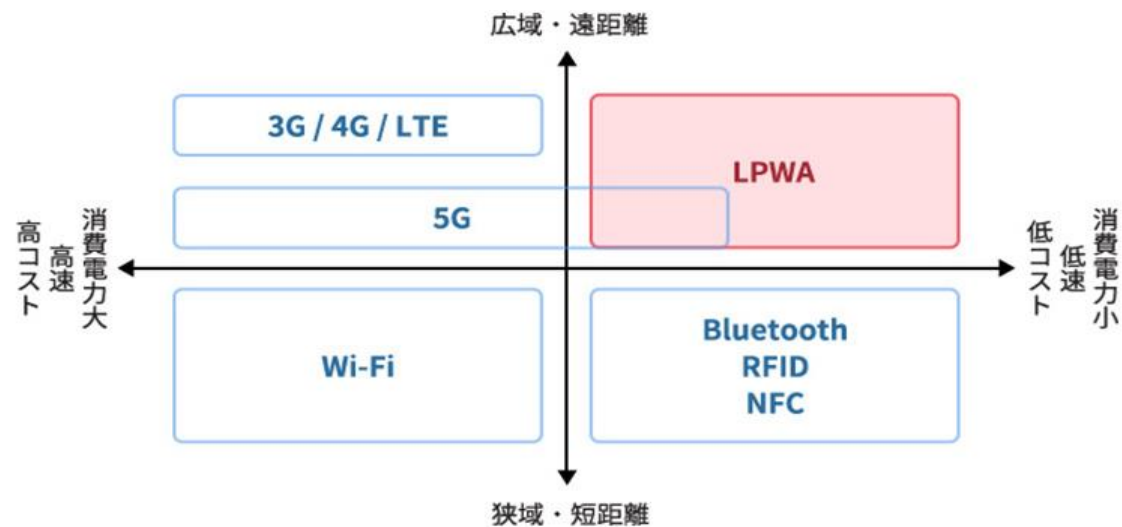 広域・遠距離
3G / 4G / LTE
LPWA
5G
消費電力大
高速
高コスト
消費電力小
低速
低コスト
Wi-Fi
Bluetooth
RFID
NFC
狭域・短距離